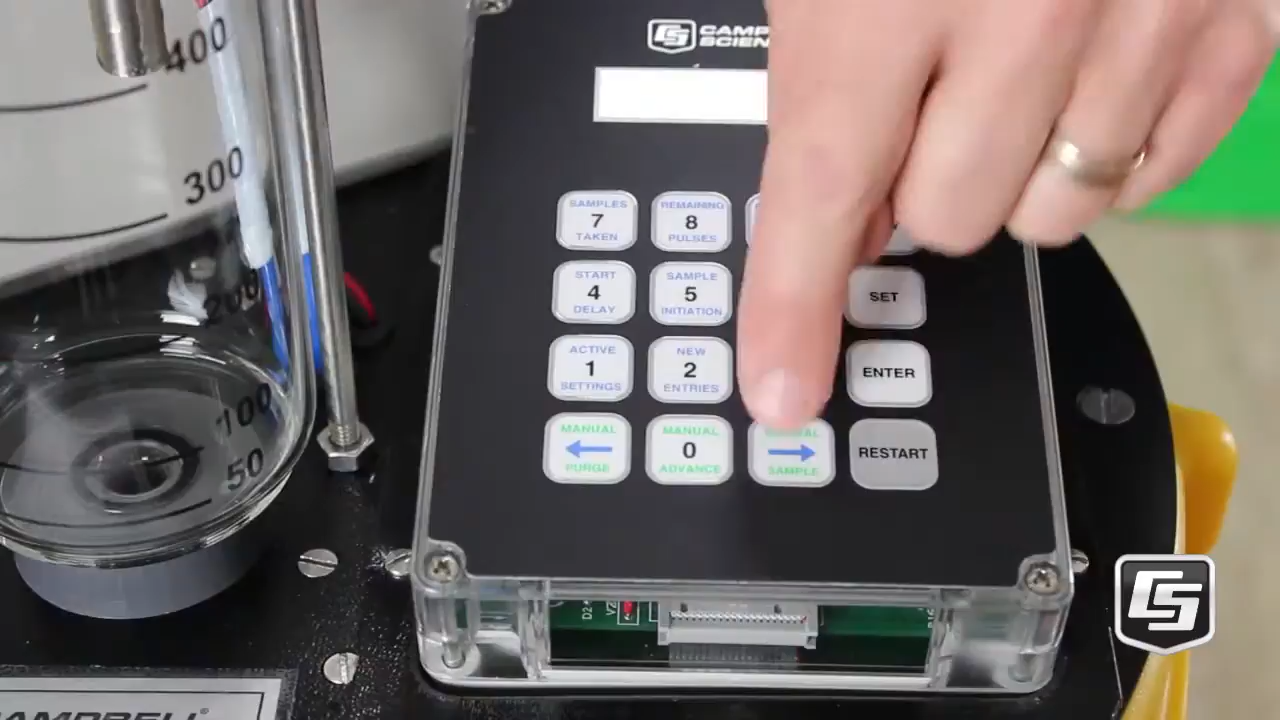 400
300
200
100
50
CAMP
SCIEN
SAMPLES
7
TAKEN
REMAINING
8
PULSES
START
4
DELAY
SAMPLE
5
INITIATION
SET
ACTIVE
1
SETTINGS
NEW
2
ENTRIES
ENTER
MANUAL
PURGE
MANUAL
0
ADVANCE
SAMPLE
RESTART
CAMPBELL®
CS